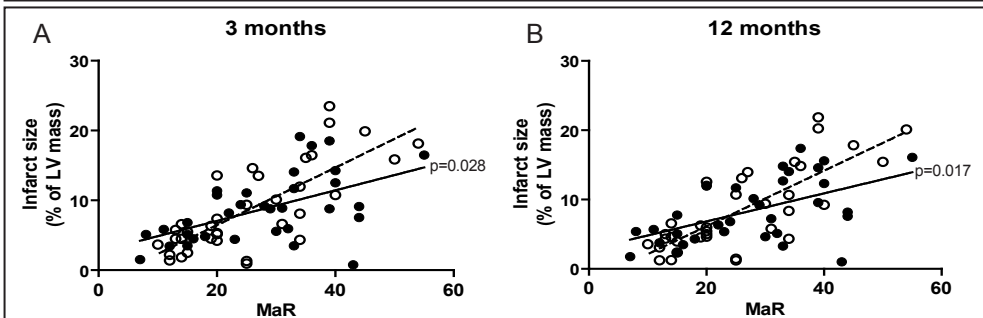 A
3 months
30
20
10
0
Infarct size
(% of LV mass)
p=0.028
0
20
40
60
MaR
B
12 months
30
20
10
0
Infarct size
(% of LV mass)
p=0.017
0
20
40
60
MaR